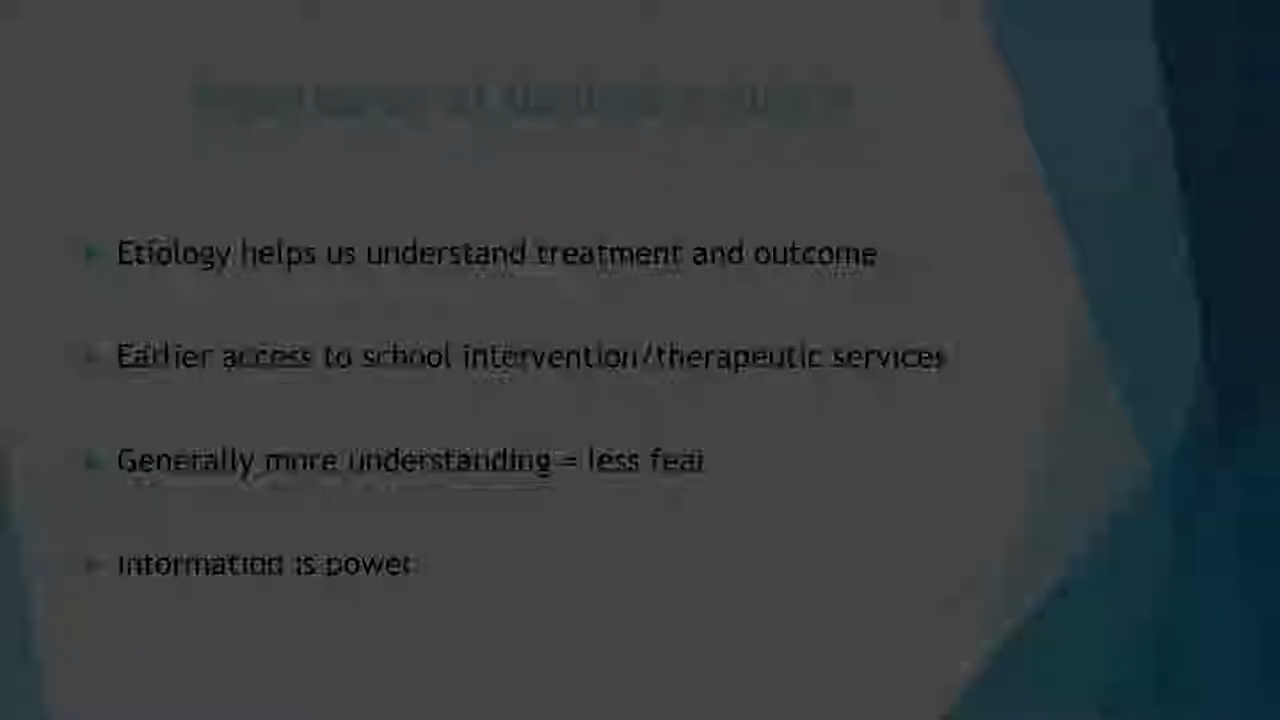 Etiology helps us understand treatment and outcome
Earlier access to school intervention/therapeutic services
Generally more understanding = less fear
Information is power